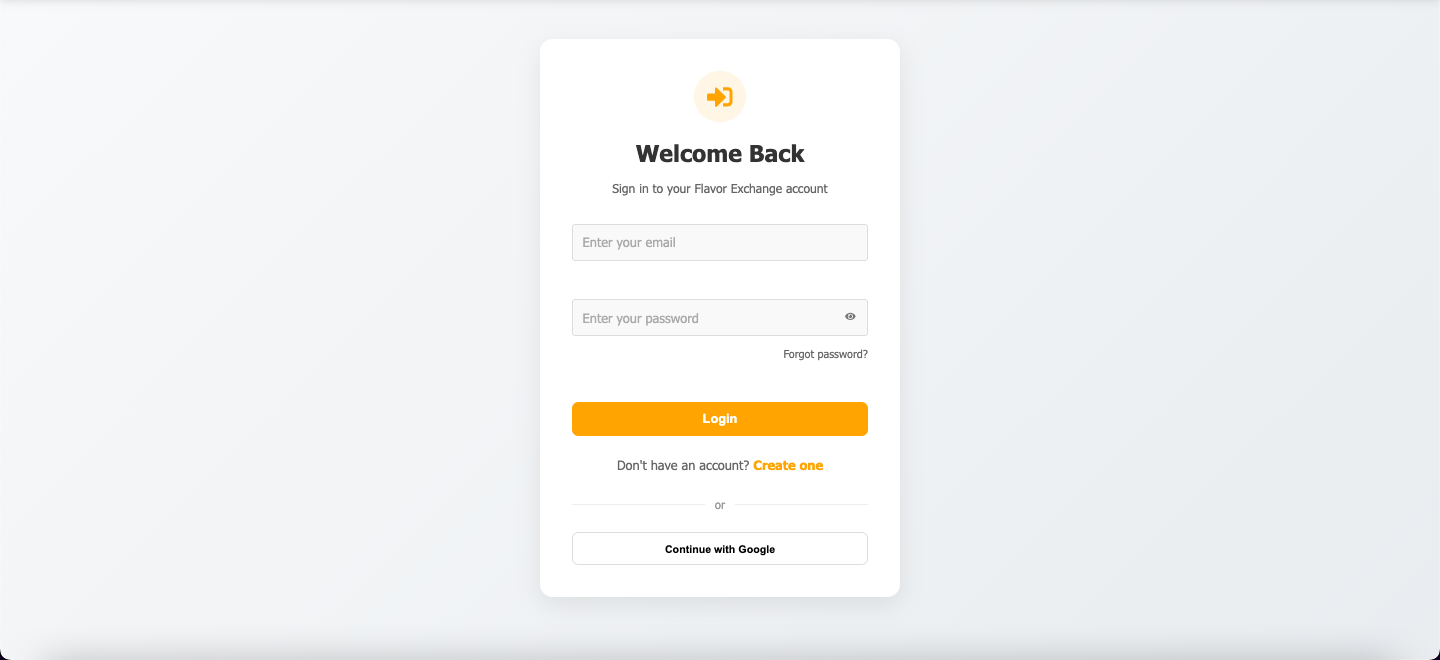 Welcome Back
Sign in to your Flavor Exchange account
Enter your email
Enter your password
Forgot password?
Login
Don't have an account? Create one
or
Continue with Google